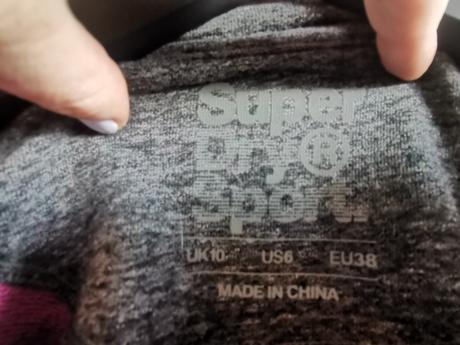 Super
Dry®
Sport.
UK10 US6 EU38
MADE IN CHINA